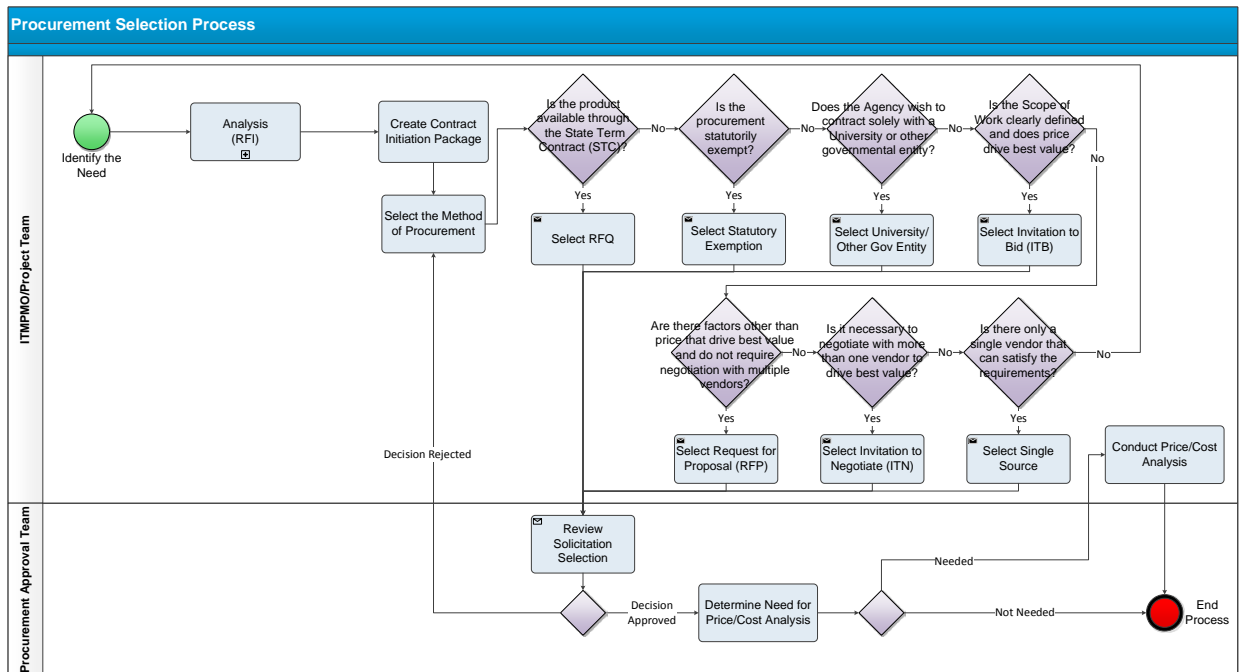 Procurement Selection Process
ITMPMO/Project Team
Identify the
Need
Analysis
(RFI)
Create Contract
Initiation Package
Select the Method
of Procurement
Is the product
available through
the State Term
Contract (STC)?
No
Is the
procurement
statutorily
exempt?
No
Does the Agency wish to
contract solely with a
University or other
governmental entity?
No
Is the Scope of
Work clearly defined
and does price
drive best value?
No
Yes
Yes
Yes
Yes
Select RFQ
Select Statutory
Exemption
Select University/
Other Gov Entity
Select Invitation to
Bid (ITB)
Are there factors other than
price that drive best value
and do not require
negotiation with multiple
vendors?
No
Is it necessary to
negotiate with more
than one vendor to
drive best value?
No
Is there only a
single vendor that
can satisfy the
requirements?
No
Yes
Yes
Yes
Select Request for
Proposal (RFP)
Select Invitation to
Negotiate (ITN)
Select Single
Source
Conduct Price/Cost
Analysis
Decision Rejected
Procurement Approval Team
Review
Solicitation
Selection
Decision
Approved
Determine Need for
Price/Cost Analysis
Needed
Not Needed
End
Process